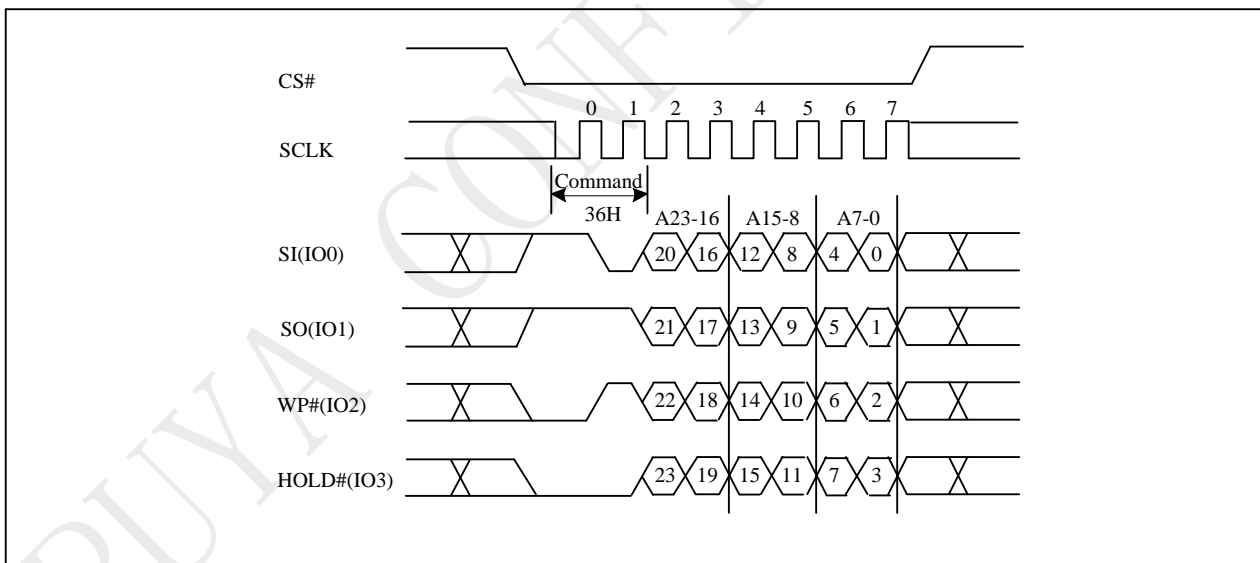 PUYA CONF
CS#
0 1 2 3 4 5 6 7
SCLK
Command
36H
A23-16 A15-8 A7-0
SI(IO0) 20 16 12 8 4 0
SO(IO1) 21 17 13 9 5 1
WP#(IO2) 22 18 14 10 6 2
HOLD#(IO3) 23 19 15 11 7 3